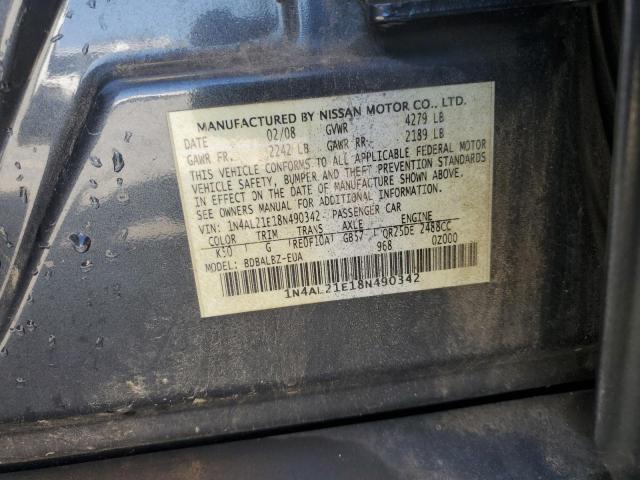 MANUFACTURED BY NISSAN MOTOR CO., LTD.
DATE 02/08 GVWR 4279 LB
GAWR FR. 2242 LB GAWR RR. 2189 LB
THIS VEHICLE CONFORMS TO ALL APPLICABLE FEDERAL MOTOR
VEHICLE SAFETY, BUMPER AND THEFT PREVENTION STANDARDS
IN EFFECT ON THE DATE OF MANUFACTURE SHOWN ABOVE.
SEE OWNERS MANUAL FOR ADDITIONAL INFORMATION.
1N4AL21E18N490342 PASSENGER CAR
COLOR TRIM TRANS AXLE ENGINE
K50 G RE0F10A GB57 QR25DE 2488CC
MODEL: BDBALBZ-EUA 968 0Z000
1N4AL21E18N490342